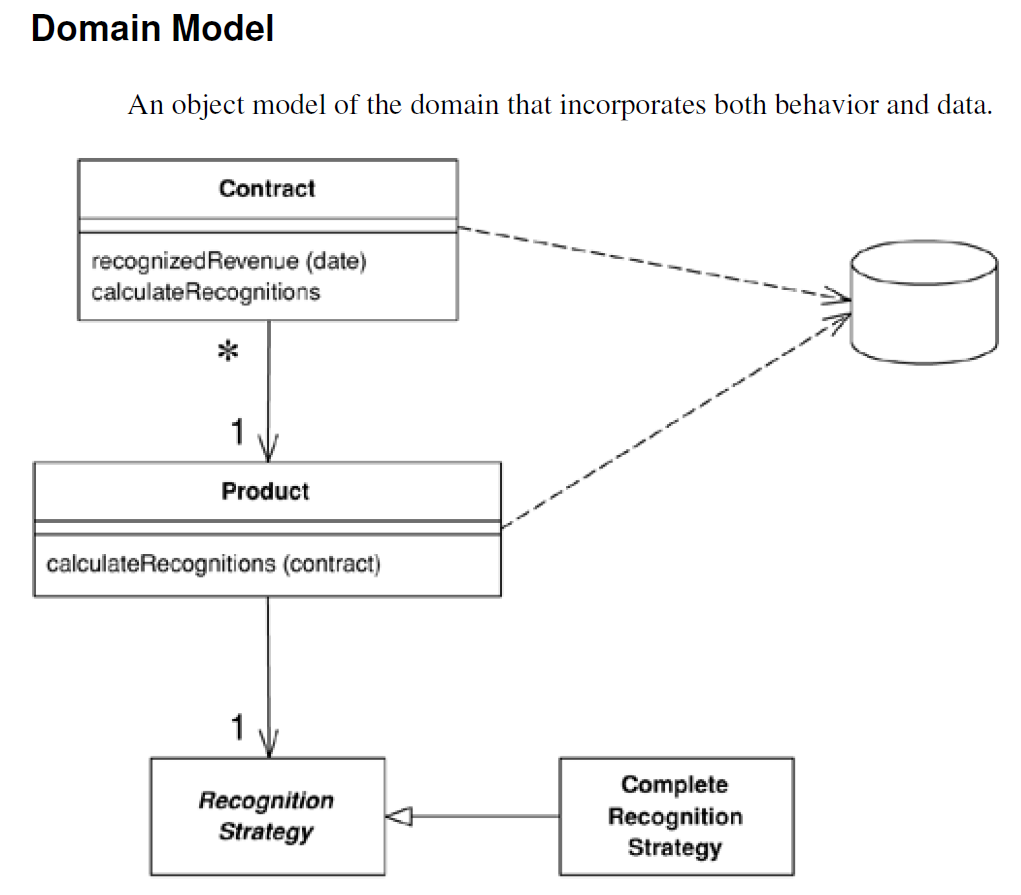 Domain Model
An object model of the domain that incorporates both behavior and data.
Contract
recognizedRevenue (date)
calculateRecognitions
*
1
Product
calculateRecognitions (contract)
1
Recognition
Strategy
Complete
Recognition
Strategy